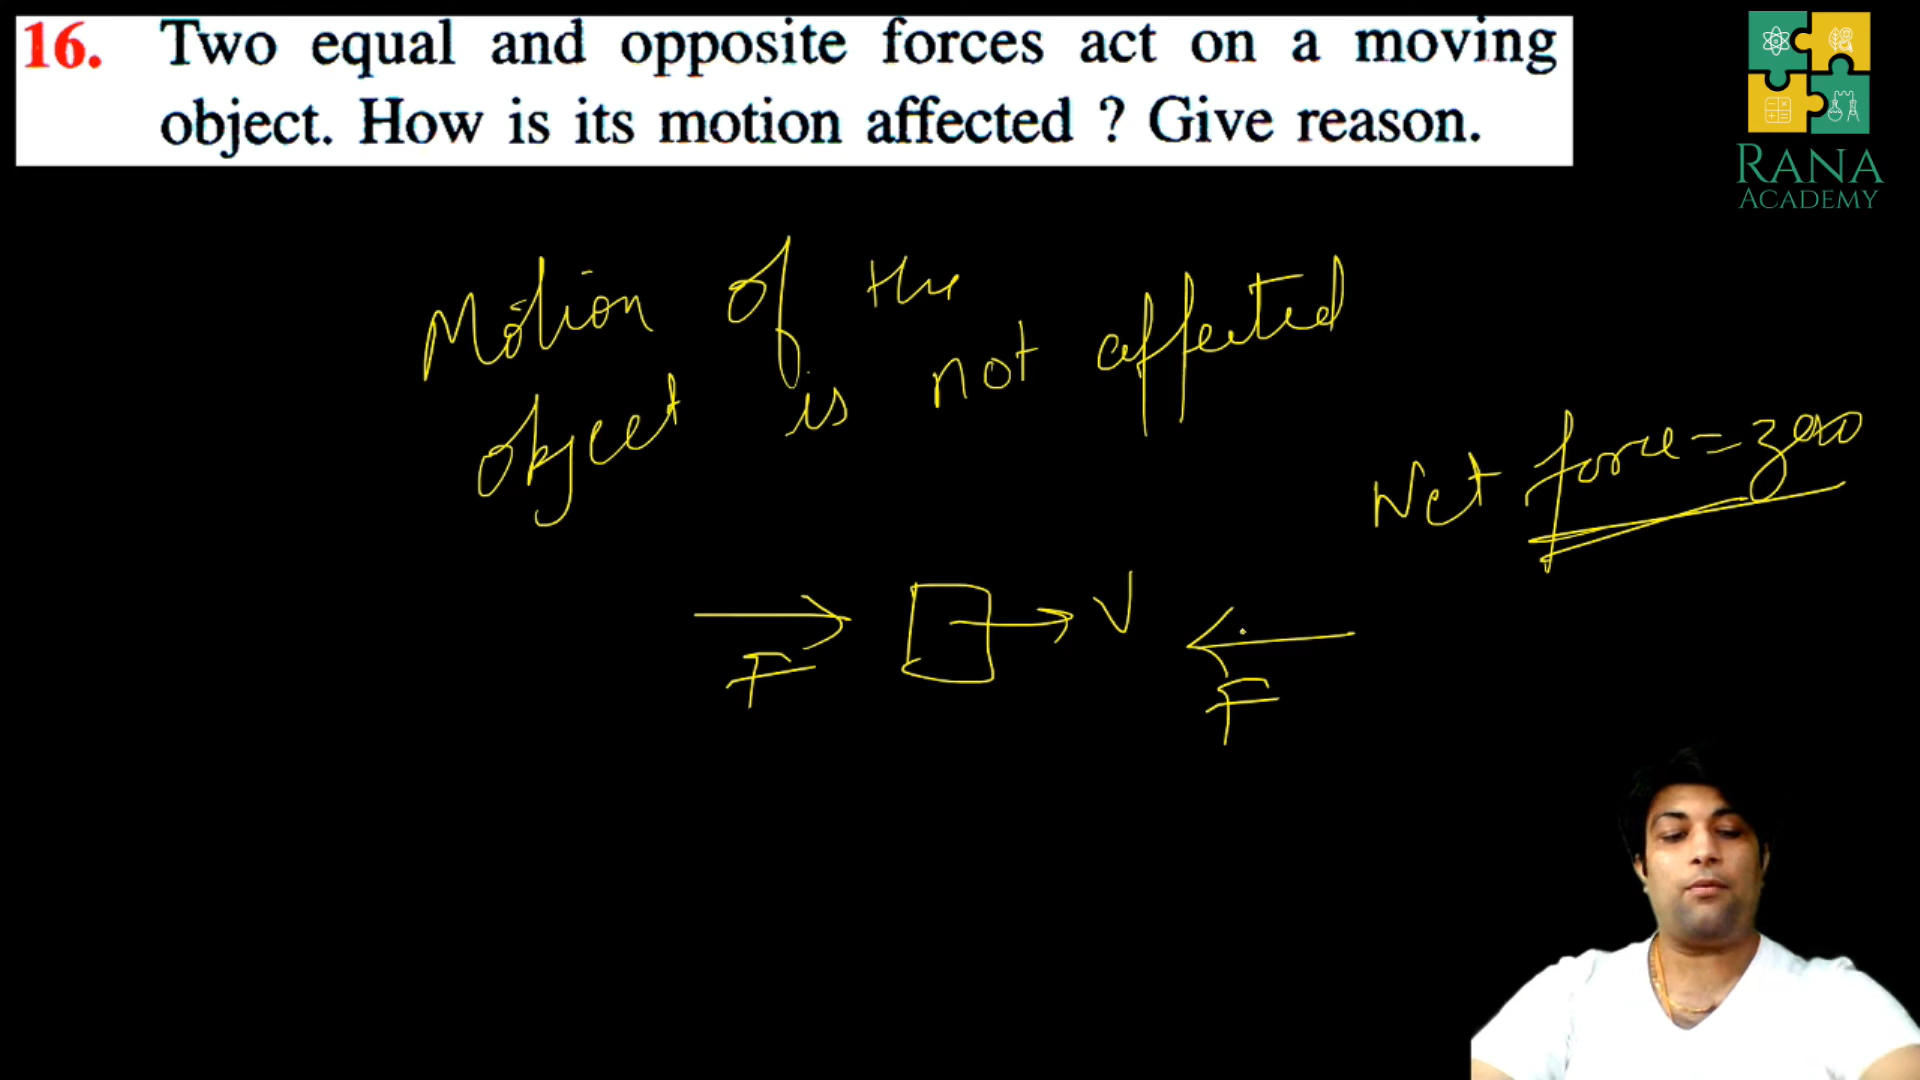 16. Two equal and opposite forces act on a moving
object. How is its motion affected ? Give reason.
RANA
ACADEMY
Motion of the
object is not affected
Net force = zero
F
V
F